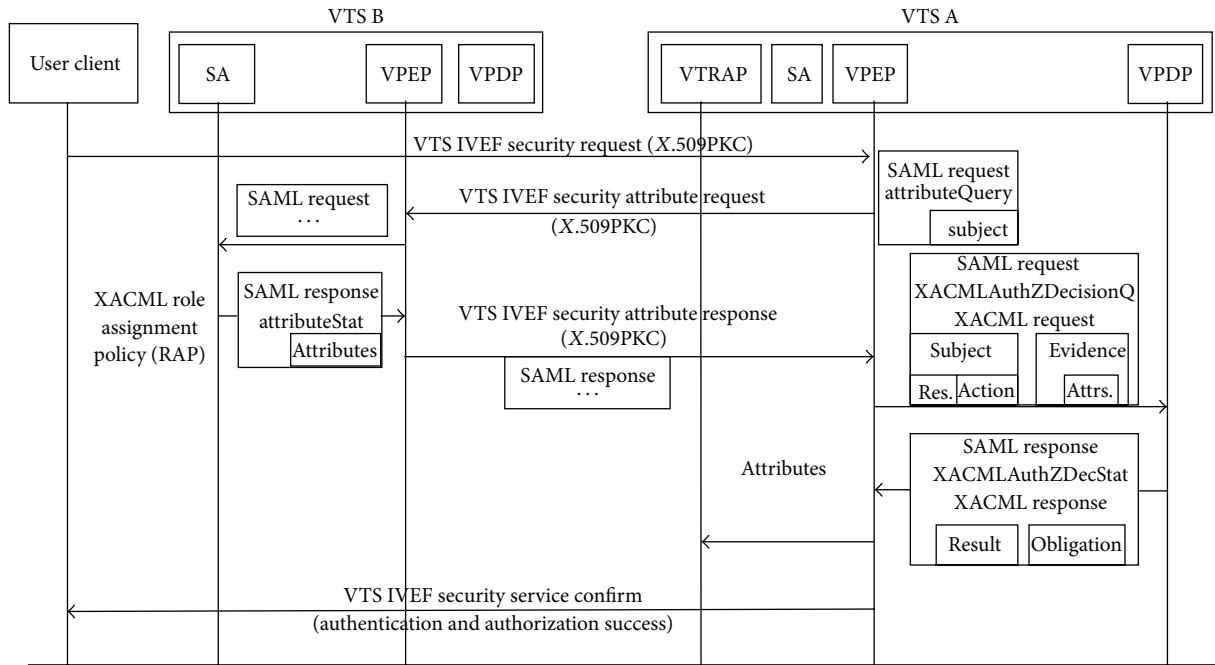 VTS B
VTS A
User client
SA
VPEP
VPDP
VTRAP
SA
VPEP
VPDP
VTS IVEF security request (X.509PKC)
SAML request
attributeQuery
subject
VTS IVEF security attribute request
(X.509PKC)
SAML request
...
SAML request
XACMLAuthZDecisionQ
XACML request
Subject
Evidence
Res.
Action
Attrs.
XACML role
assignment
policy (RAP)
SAML response
attributeStat
Attributes
VTS IVEF security attribute response
(X.509PKC)
SAML response
...
Attributes
SAML response
XACMLAuthZDecStat
XACML response
Result
Obligation
VTS IVEF security service confirm
(authentication and authorization success)